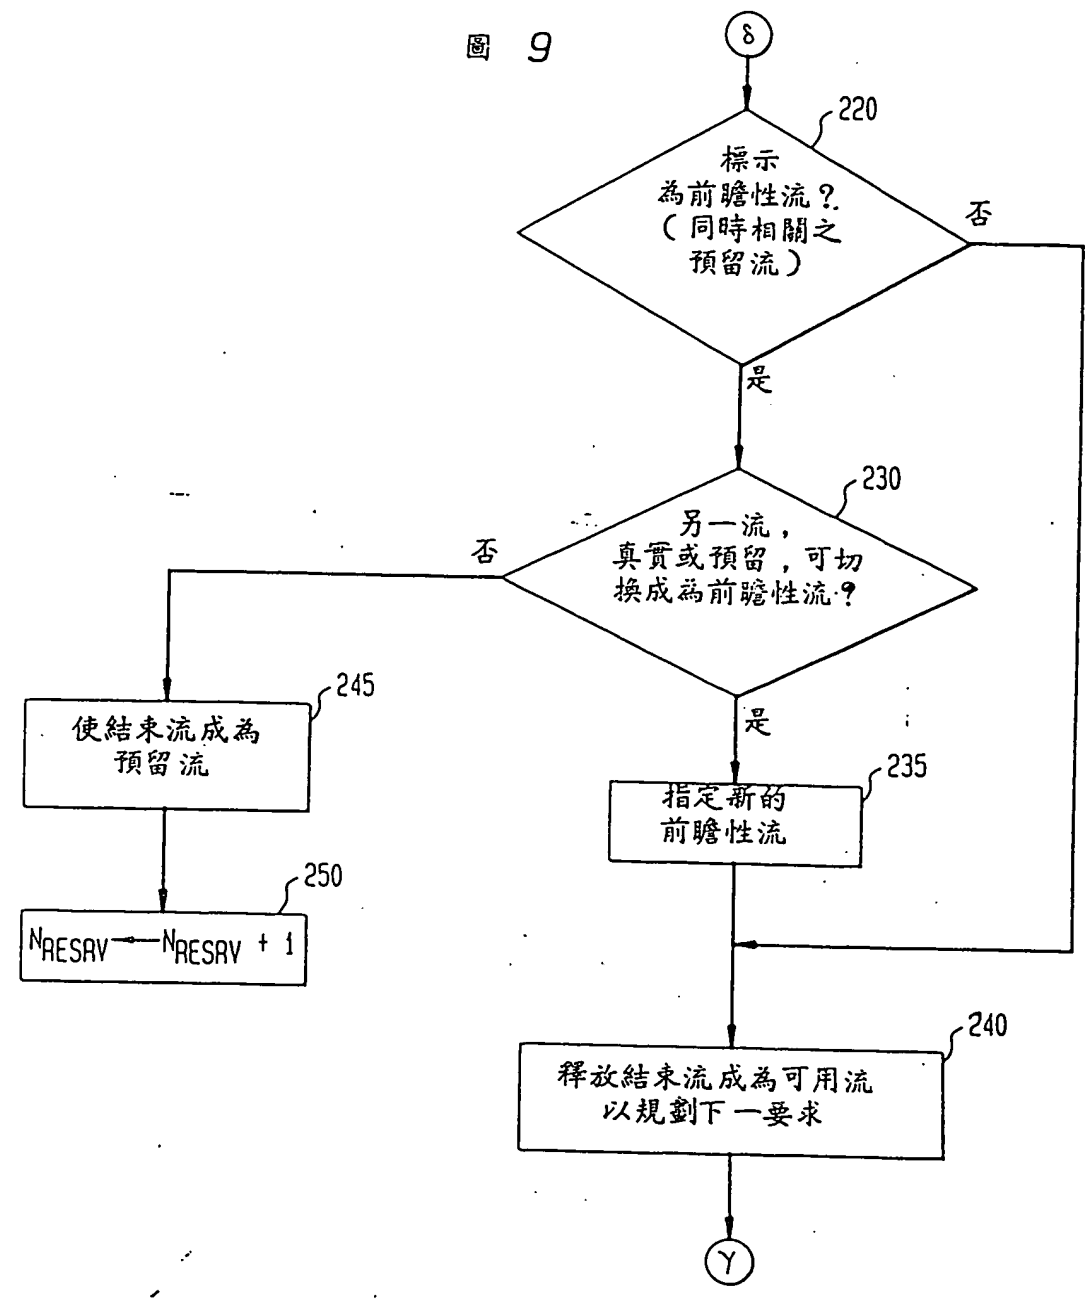 圖 9
δ
220
標示
為前瞻性流?
(同時相關之
預留流)
否
是
230
另一流,
真實或預留,可切
換成為前瞻性流?
否
是
245
使結束流成為
預留流
235
指定新的
前瞻性流
250
NRESRV ← NRESRV + 1
240
釋放結束流成為可用流
以規劃下一要求
γ